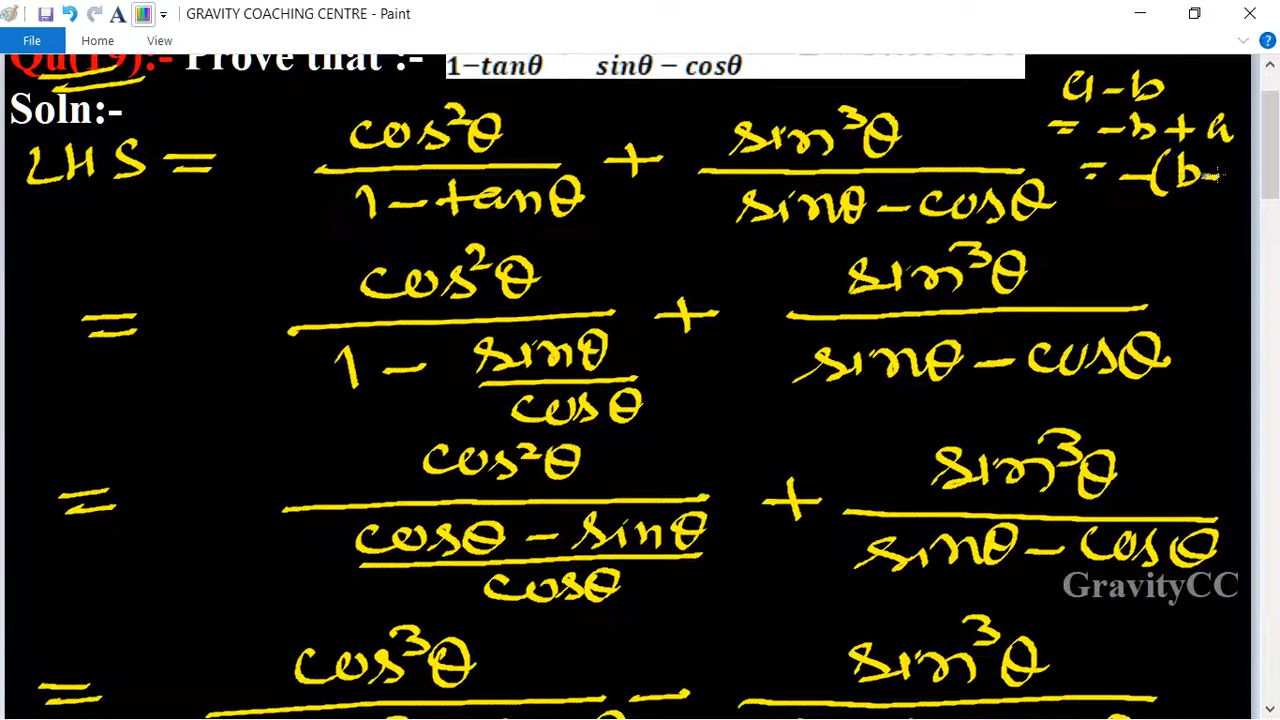 GRAVITY COACHING CENTRE - Paint
File Home View
Qu(19):- Prove that :- 1−tanθ sinθ − cosθ
Soln:-
a - b
= -b + a
= -(b-
LHS = cos²θ / 1 - tanθ + sin³θ / sinθ - cosθ
= cos²θ / 1 - sinθ / cosθ + sin³θ / sinθ - cosθ
= cos²θ / cosθ - sinθ / cosθ + sin³θ / sinθ - cosθ
GravityCC
= cos³θ - sin³θ